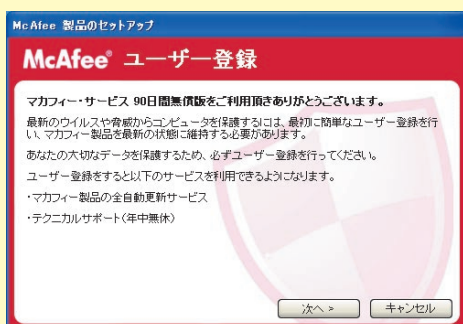 McAfee 製品のセットアップ
McAfee® ユーザー登録
マカフィー・サービス 90日間無償版をご利用頂きありがとうございます。
最新のウイルスや脅威からコンピュータを保護するには、最初に簡単なユーザー登録を行
い、マカフィー製品を最新の状態に維持する必要があります。
あなたの大切なデータを保護するため、必ずユーザー登録を行ってください。
ユーザー登録をすると以下のサービスを利用できるようになります。
・マカフィー製品の全自動更新サービス
・テクニカルサポート(年中無休)
次へ >
キャンセル